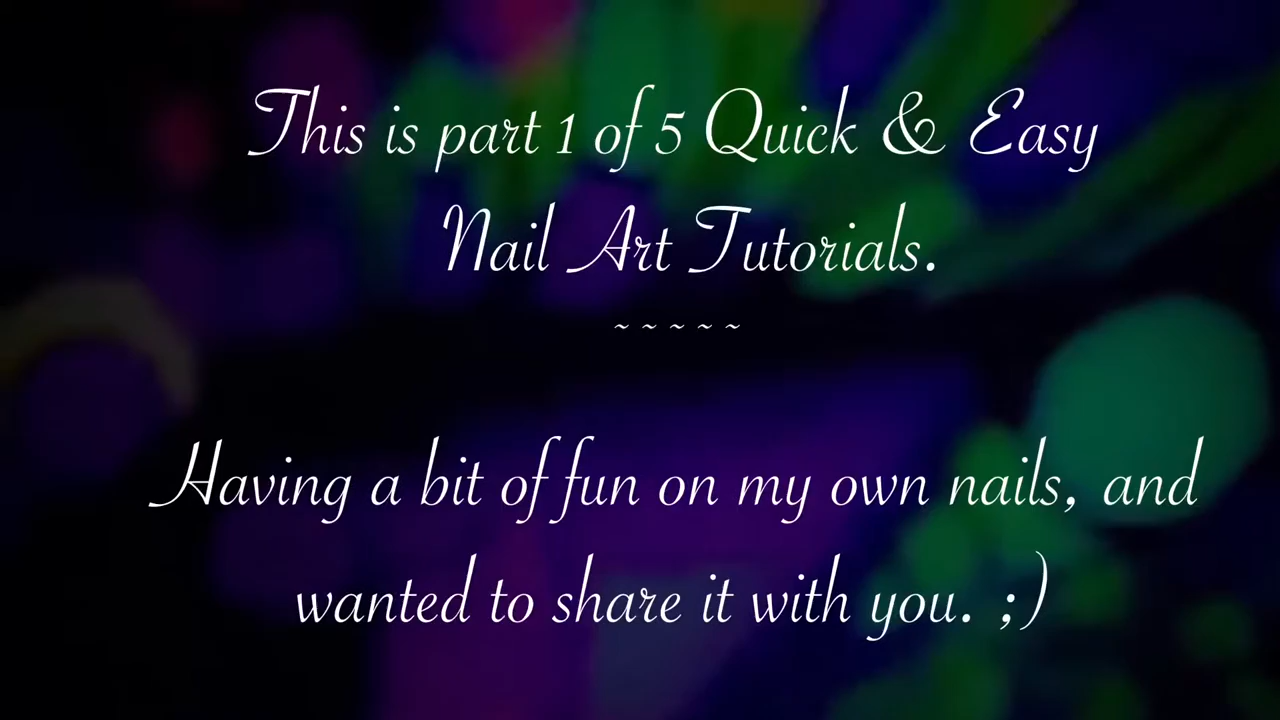 This is part 1 of 5 Quick & Easy
Nail Art Tutorials.
~ ~ ~ ~ ~
Having a bit of fun on my own nails, and
wanted to share it with you. ;)